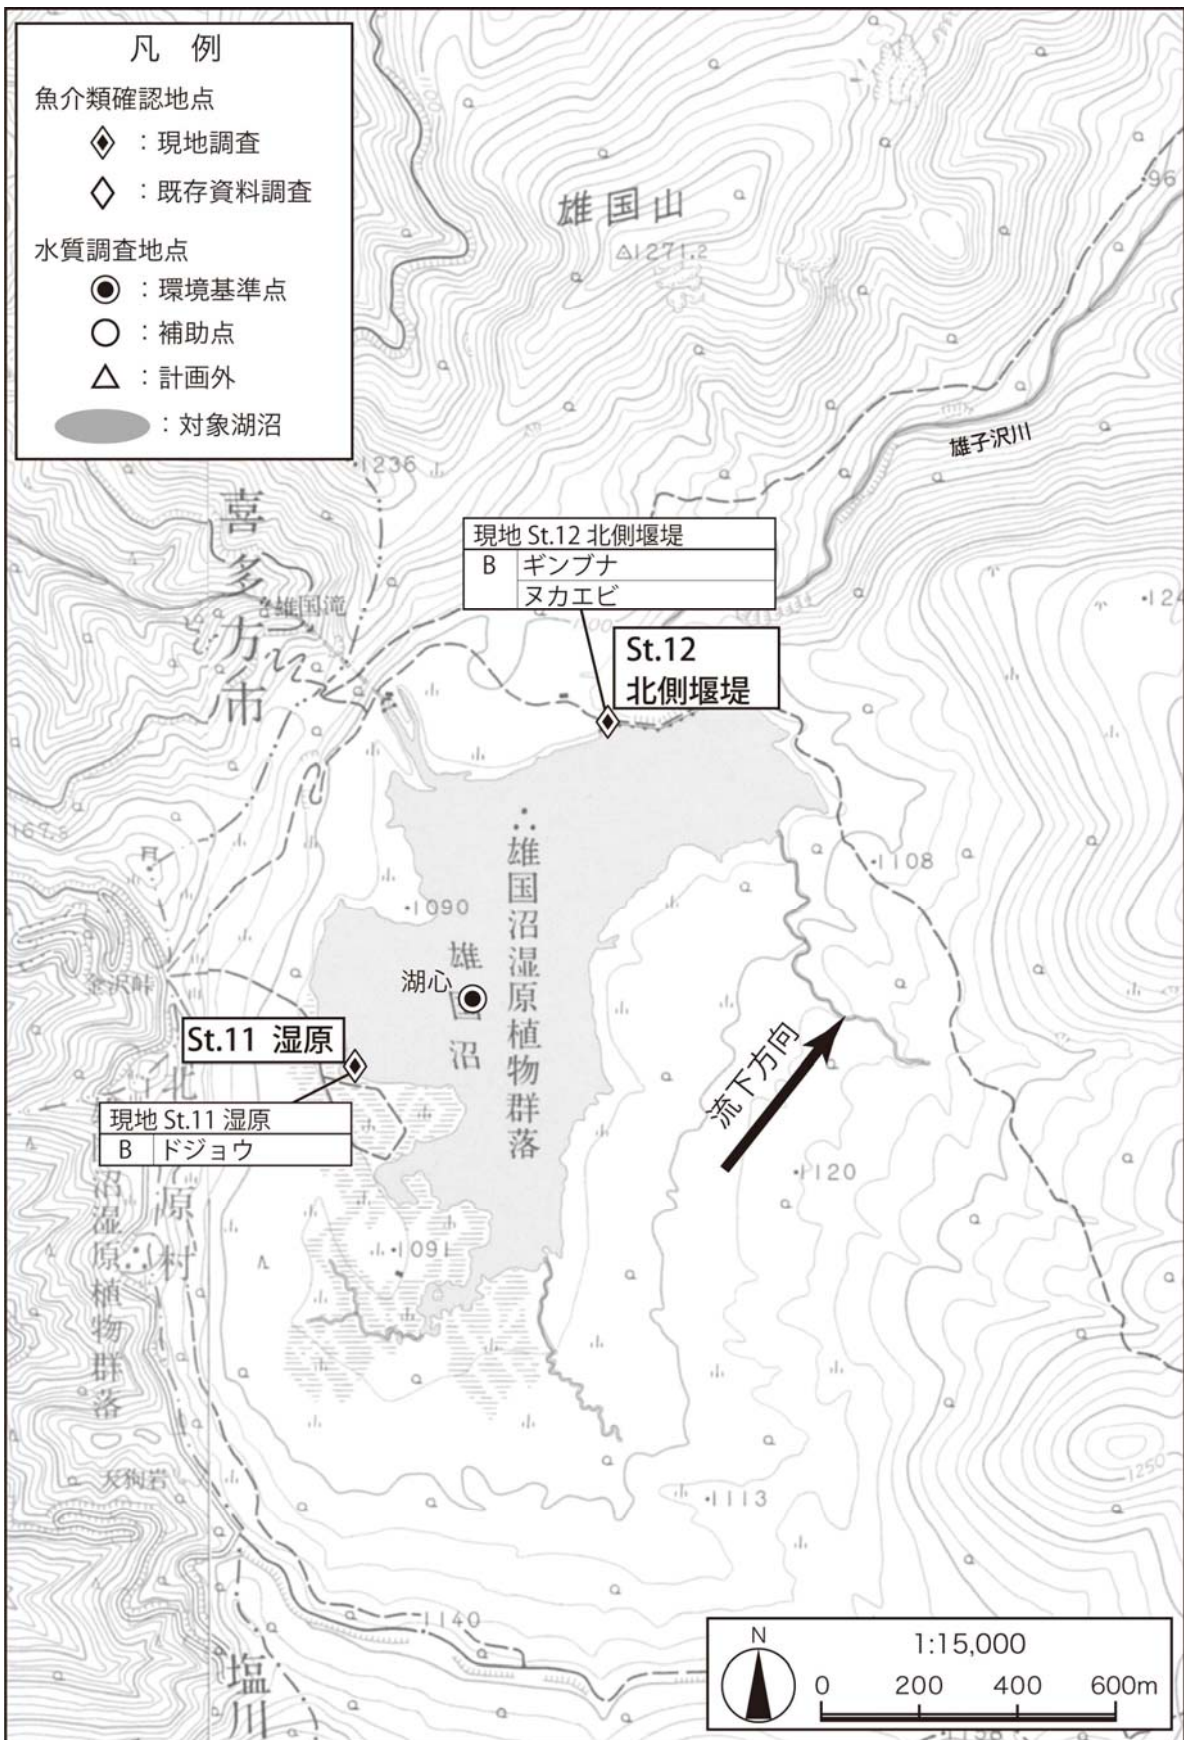 凡 例
魚介類確認地点
：現地調査
：既存資料調査
水質調査地点
：環境基準点
：補助点
：計画外
：対象湖沼
雄国山
1271.2
雄子沢川
1236
喜多方市
雄国滝
現地 St.12 北側堰堤
B ギンブナ
ヌカエビ
St.12
北側堰堤
1108
1090
雄国沼湿原植物群落
雄国沼
湖心
金沢峠
St.11 湿原
現地 St.11 湿原
B ドジョウ
流下方向
1120
1091
原村
沼湿原植物群落
天狗岩
1250
1113
1140
塩川
N
1:15,000
0 200 400 600m